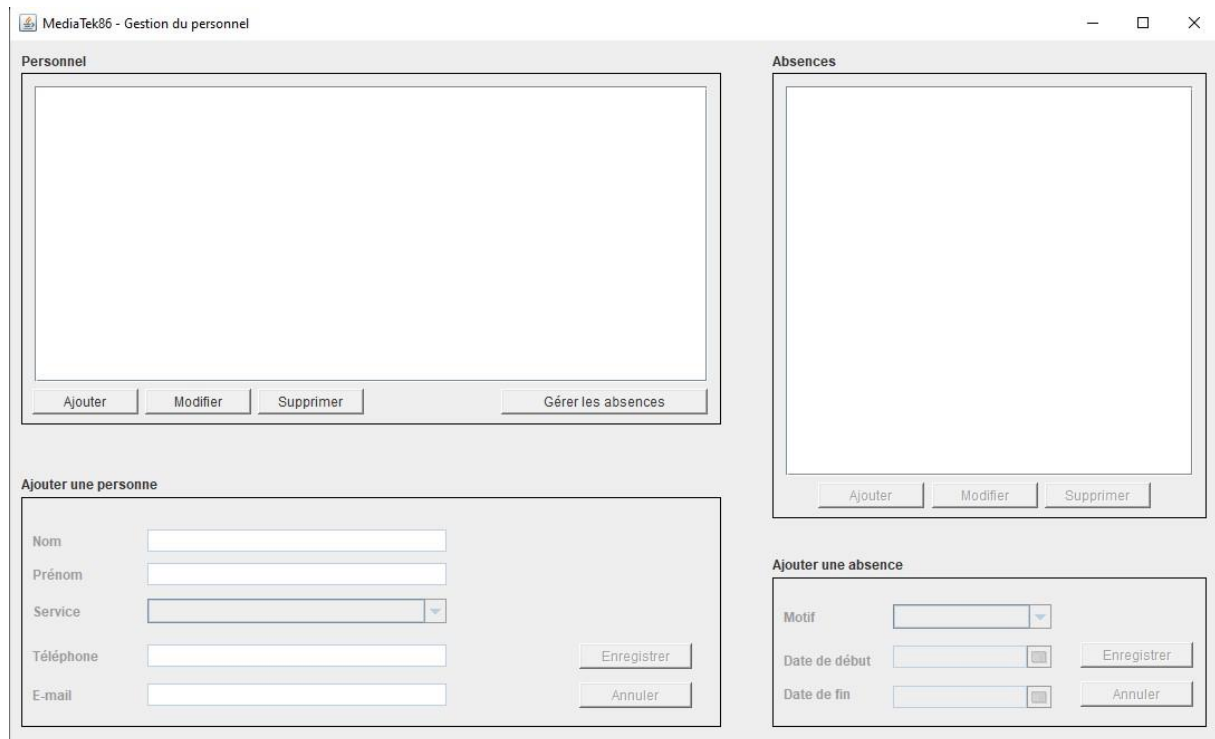 MediaTek86 - Gestion du personnel
Personnel
Ajouter
Modifier
Supprimer
Gérer les absences
Ajouter une personne
Nom
Prénom
Service
Téléphone
E-mail
Enregistrer
Annuler
Absences
Ajouter
Modifier
Supprimer
Ajouter une absence
Motif
Date de début
Date de fin
Enregistrer
Annuler